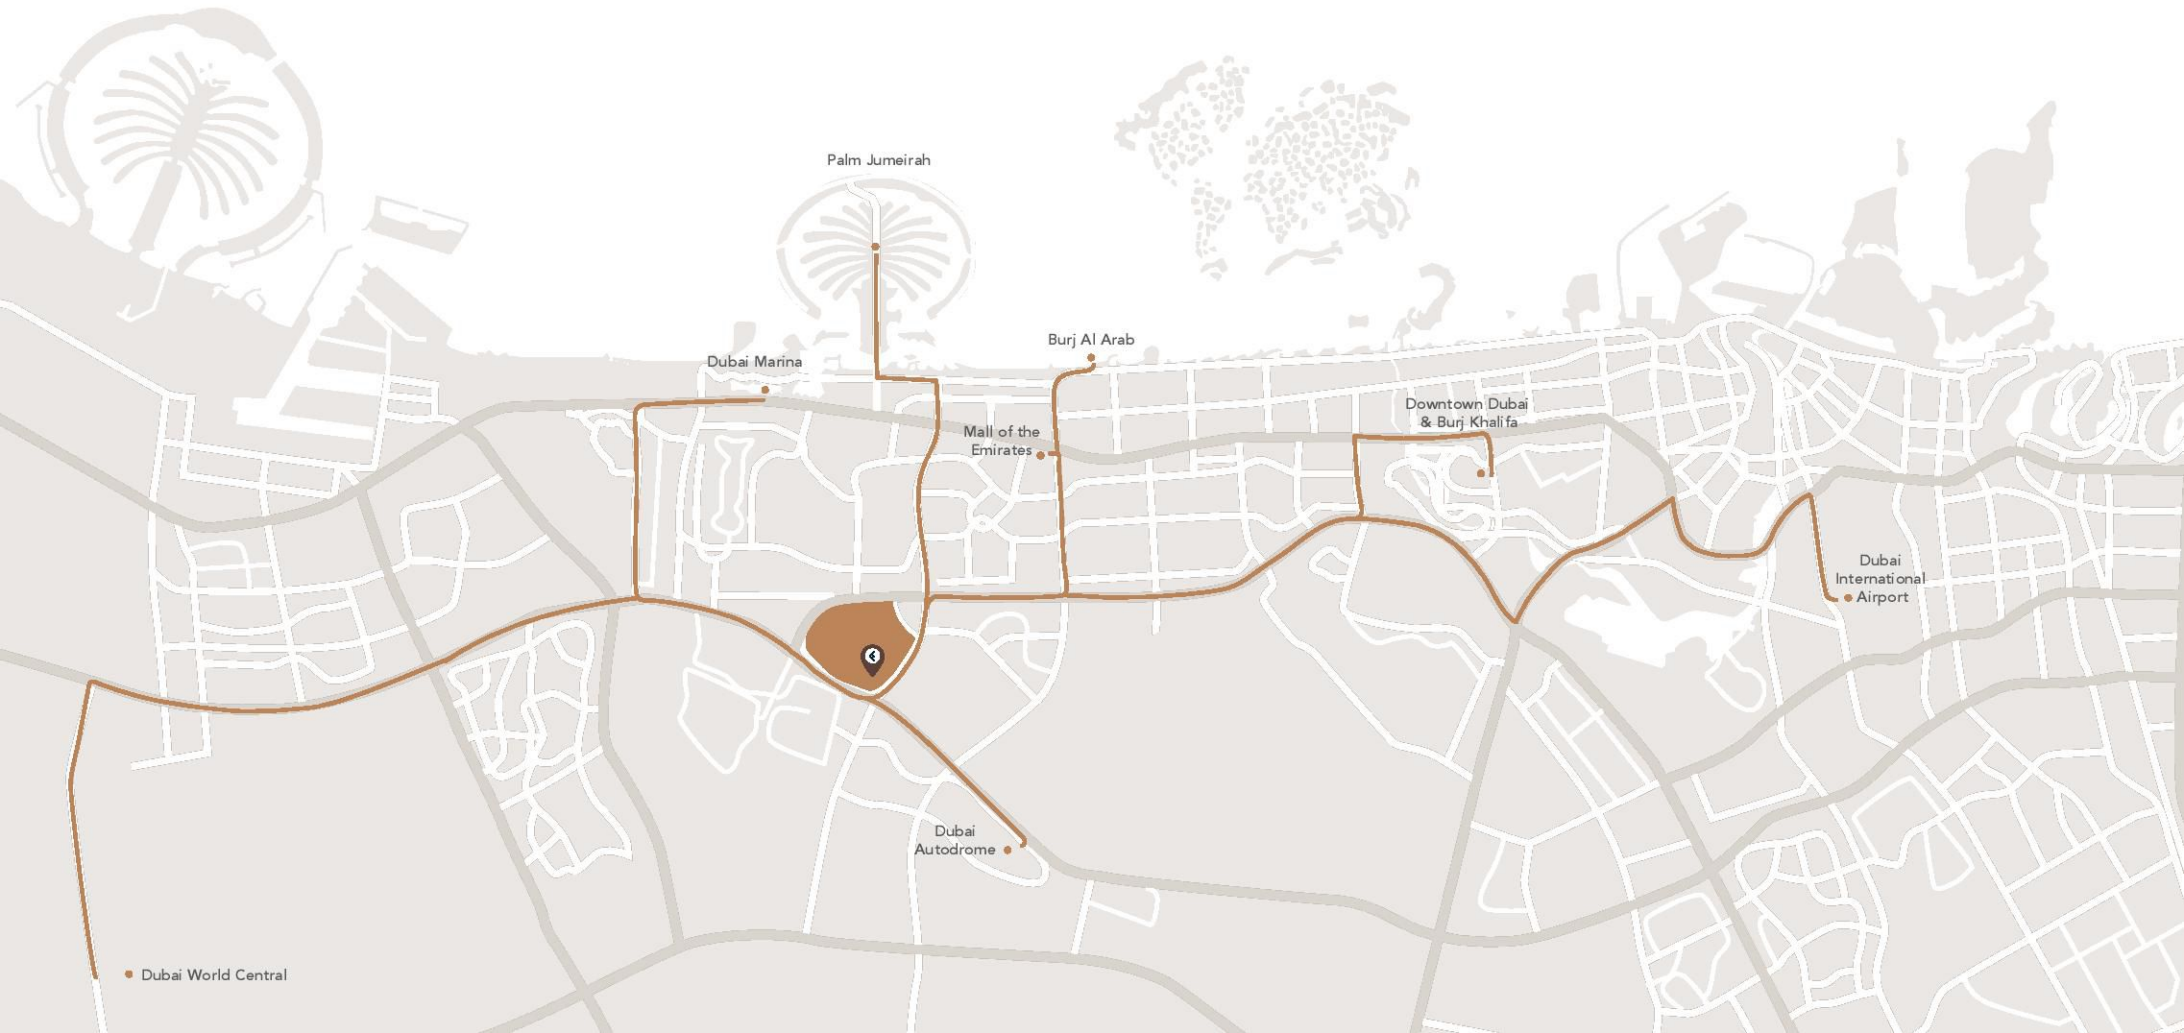 Palm Jumeirah
Burj Al Arab
Dubai Marina
Downtown Dubai
& Burj Khalifa
Mall of the
Emirates
Dubai
International
Airport
Dubai
Autodrome
Dubai World Central